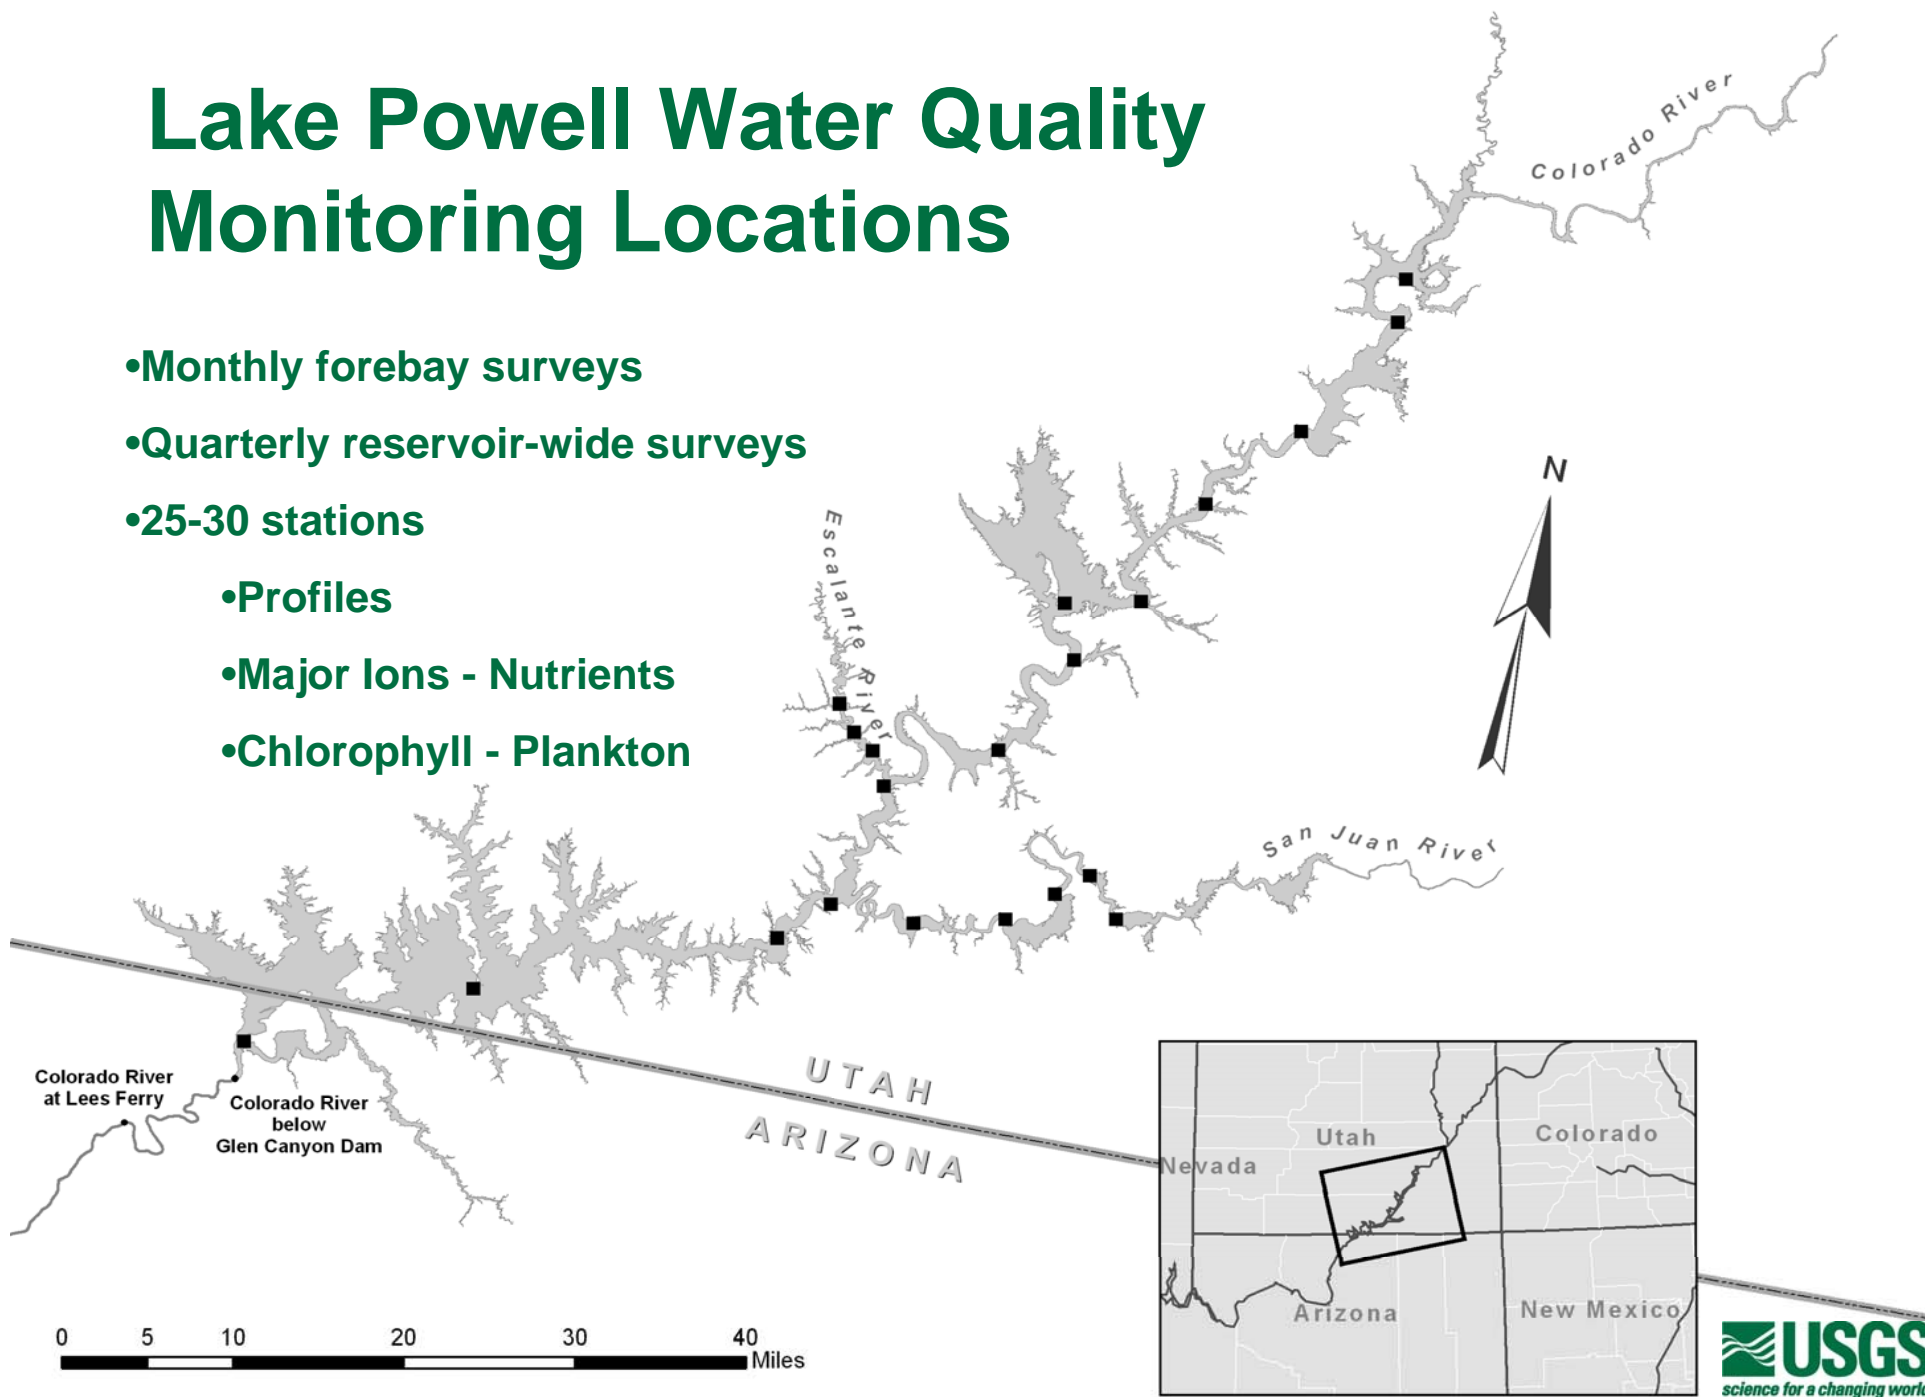 Lake Powell Water Quality
Monitoring Locations
•Monthly forebay surveys
•Quarterly reservoir-wide surveys
•25-30 stations
•Profiles
•Major Ions - Nutrients
•Chlorophyll - Plankton
Colorado River
N
Escalante River
San Juan River
UTAH
ARIZONA
Colorado River
at Lees Ferry
Colorado River
below
Glen Canyon Dam
Utah
Colorado
Nevada
Arizona
New Mexico
0 5 10 20 30 40
Miles
USGS
science for a changing world